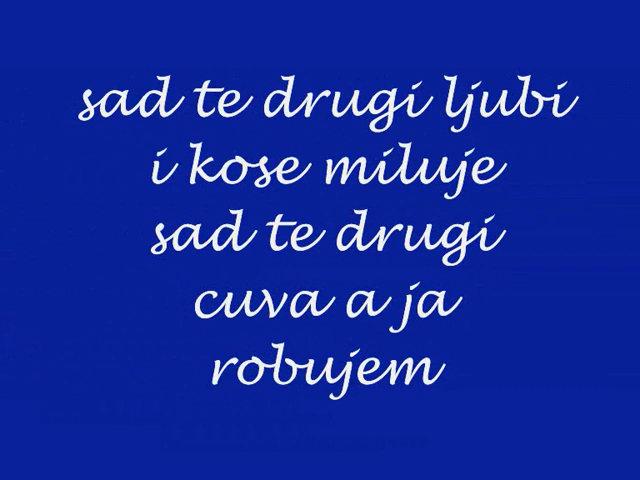 sad te drugi ljubi
i kose miluje
sad te drugi
cuva a ja
robujem